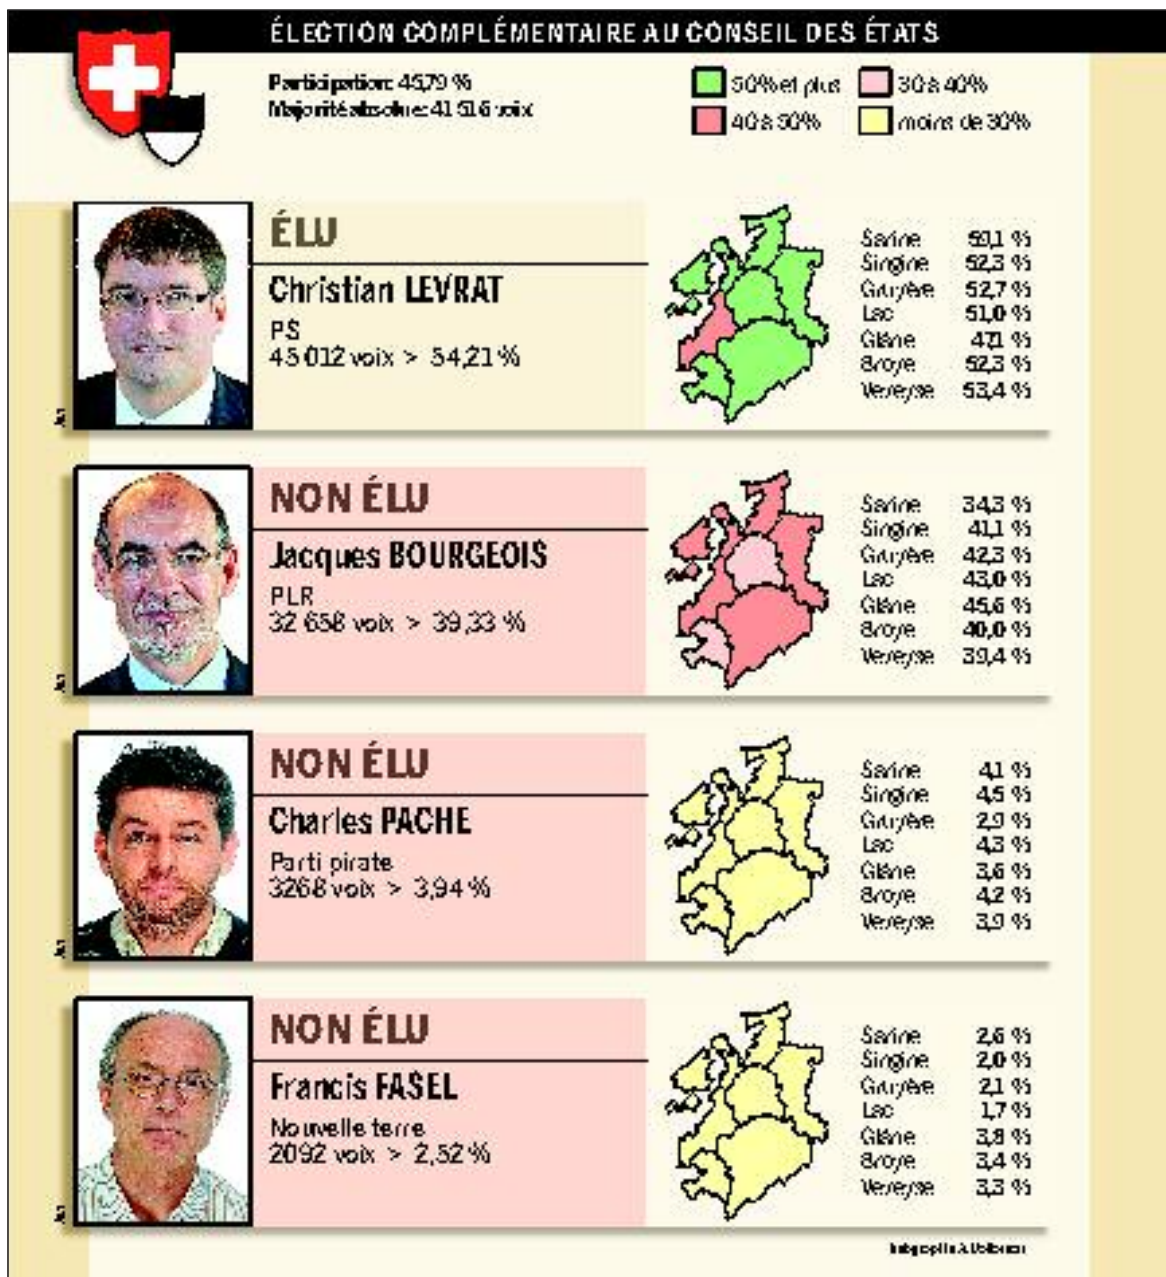 ÉLECTION COMPLÉMENTAIRE AU CONSEIL DES ÉTATS
Participation: 45,79 %
Majorité absolue: 41 516 voix
50% et plus
30 à 40%
40 à 50%
moins de 30%
ÉLU
Christian LEVRAT
PS
45 012 voix > 54,21 %
Sarine 59,1 %
Singine 52,3 %
Gruyère 52,7 %
Lac 51,0 %
Glâne 47,1 %
Broye 52,3 %
Veveyse 53,4 %
NON ÉLU
Jacques BOURGEOIS
PLR
32 658 voix > 39,33 %
Sarine 34,3 %
Singine 41,1 %
Gruyère 42,3 %
Lac 43,0 %
Glâne 45,6 %
Broye 40,0 %
Veveyse 39,4 %
NON ÉLU
Charles PACHE
Parti pirate
3268 voix > 3,94 %
Sarine 4,1 %
Singine 4,5 %
Gruyère 2,9 %
Lac 4,3 %
Glâne 3,6 %
Broye 4,2 %
Veveyse 3,9 %
NON ÉLU
Francis FASEL
Nouvelle terre
2092 voix > 2,52 %
Sarine 2,6 %
Singine 2,0 %
Gruyère 2,1 %
Lac 1,7 %
Glâne 3,8 %
Broye 3,4 %
Veveyse 3,3 %